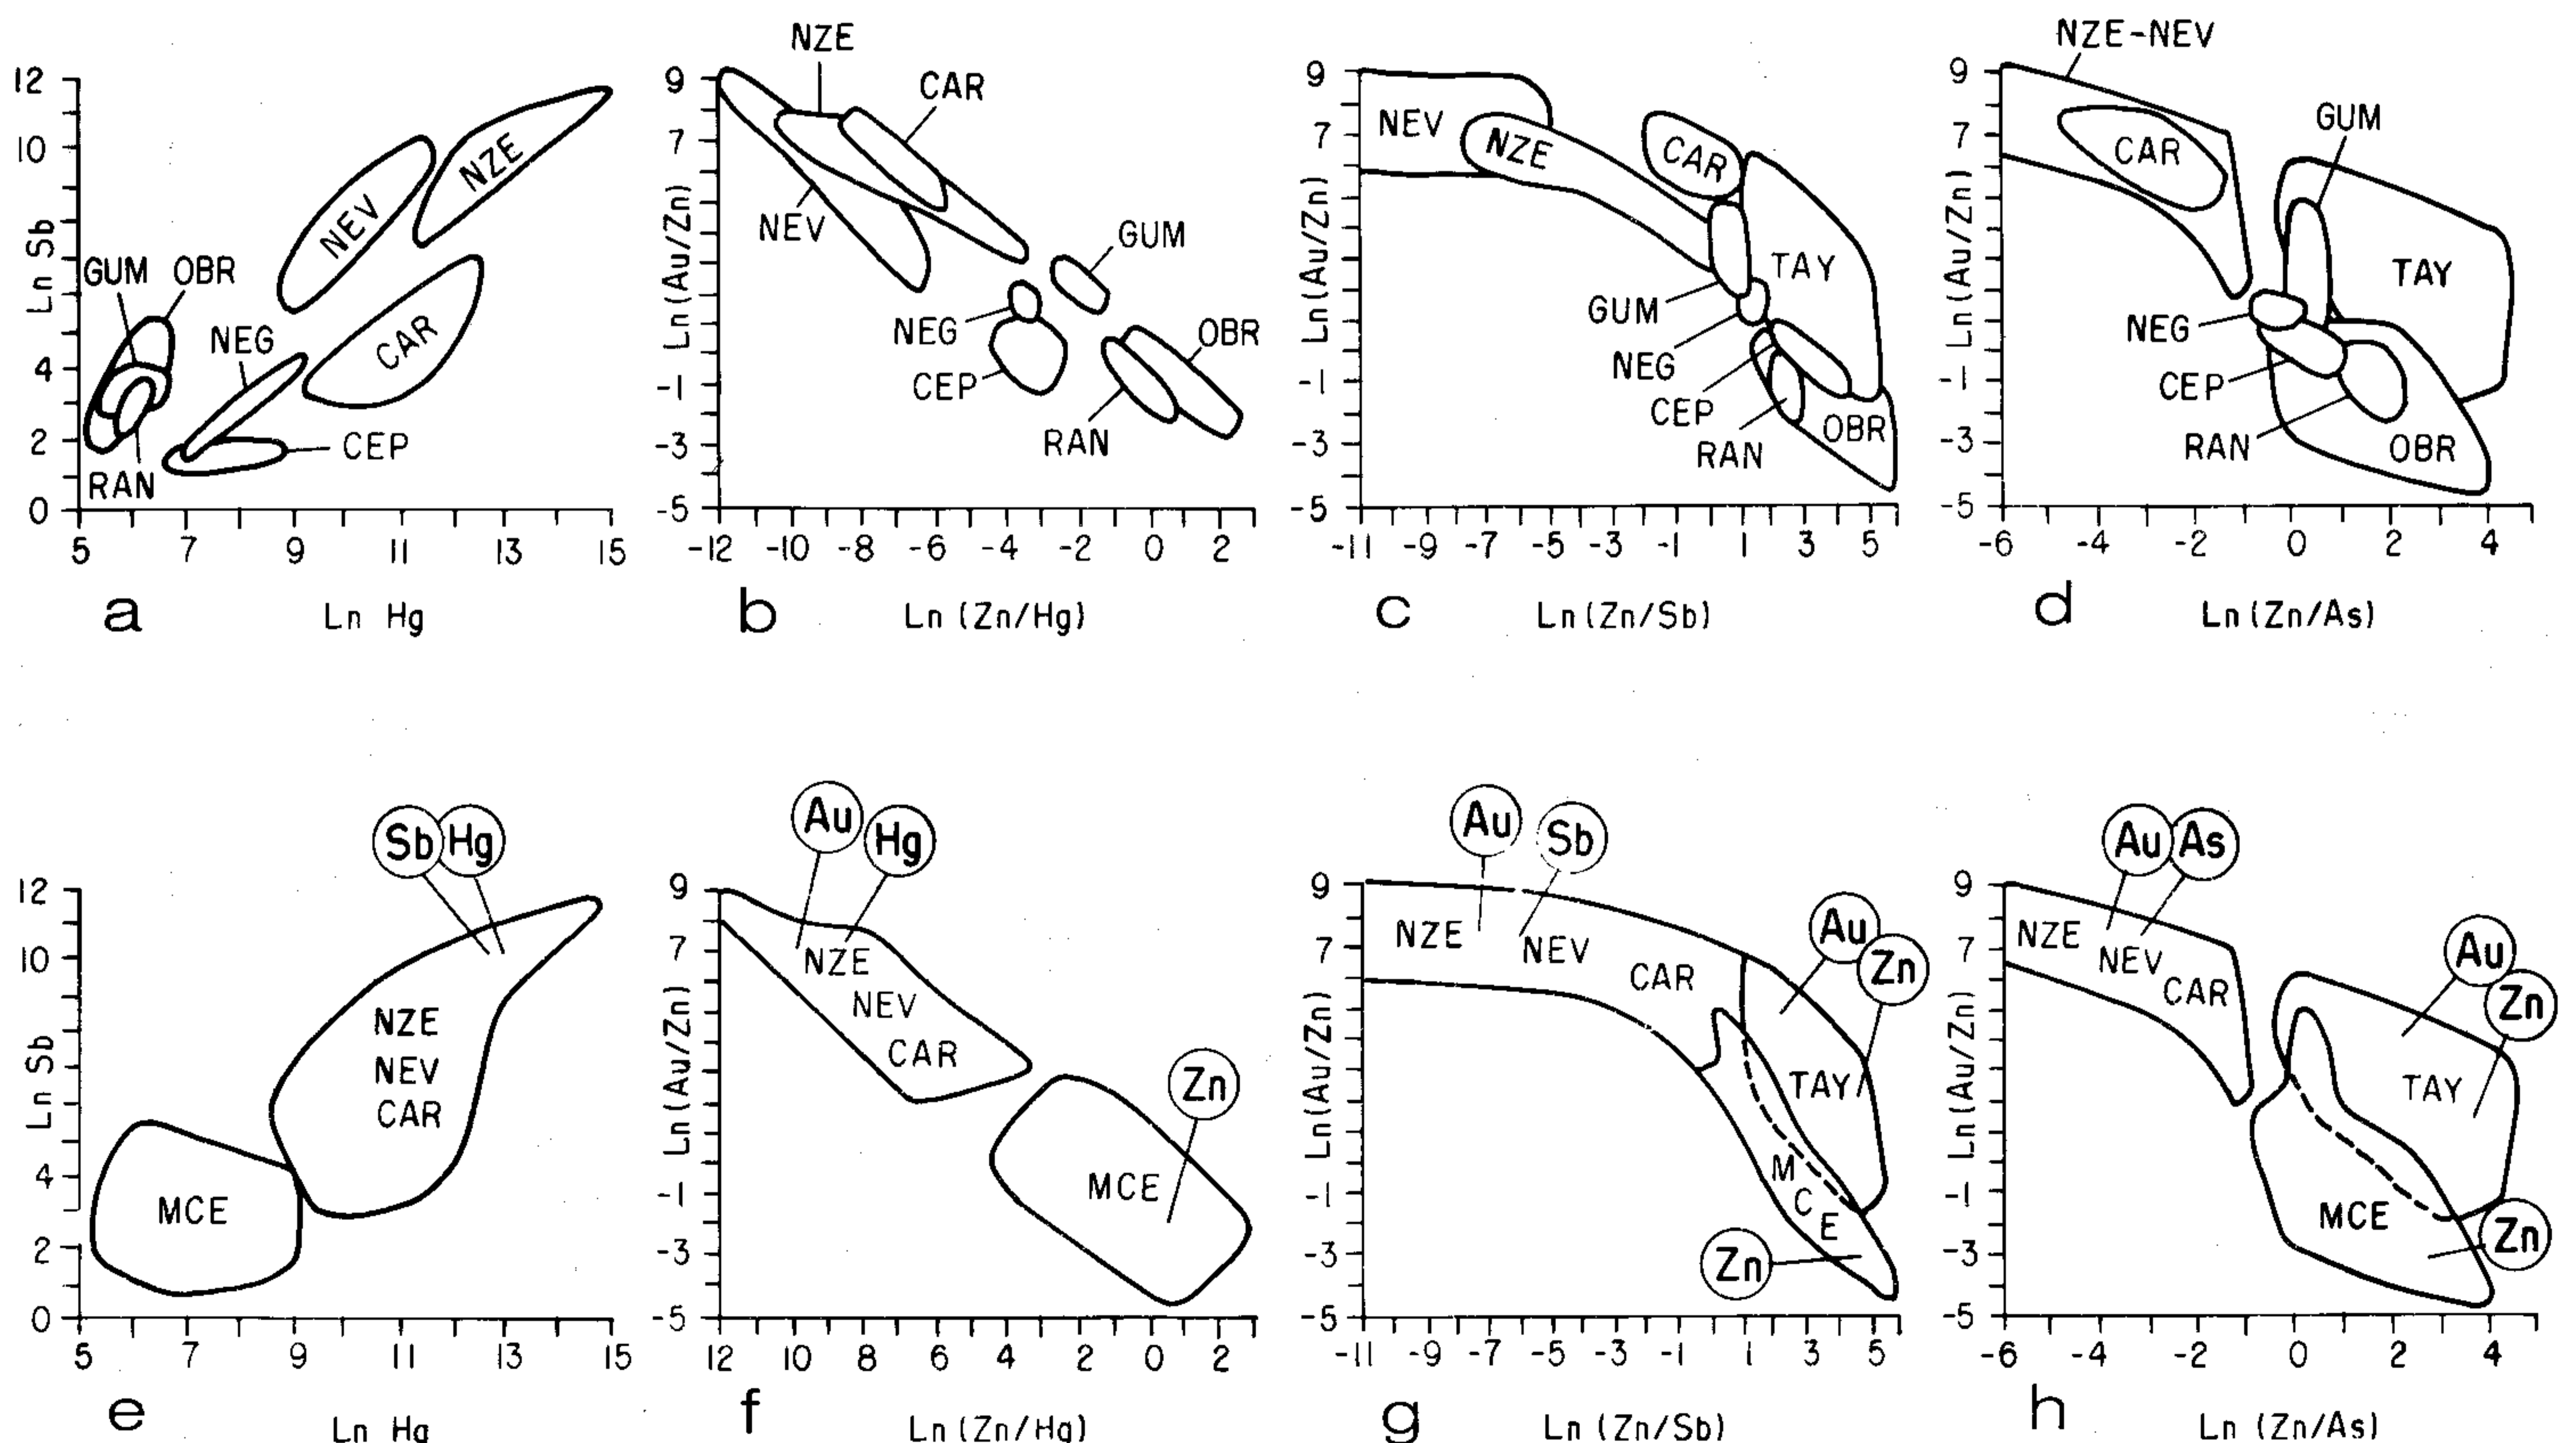 NZE
NZE-NEV
12
10
4
2
0
Ln Sb
NEV
NZE
GUM OBR
NEG
CAR
CEP
RAN
5 7 9 11 13 15
a
Ln Hg
9
7
-1
-3
-5
Ln (Au/Zn)
CAR
NEV
GUM
NEG
CEP
OBR
RAN
-12 -10 -8 -6 -4 -2 0 2
b
Ln (Zn/Hg)
9
7
-1
-3
-5
Ln (Au/Zn)
NEV
NZE
CAR
TAY
GUM
NEG
CEP
RAN
OBR
-11 -9 -7 -5 -3 -1 1 3 5
c
Ln (Zn/Sb)
9
7
-1
-3
-5
Ln (Au/Zn)
CAR
GUM
TAY
NEG
CEP
RAN
OBR
-6 -4 -2 0 2 4
d
Ln (Zn/As)
Sb Hg
12
10
4
2
0
Ln Sb
NZE
NEV
CAR
MCE
5 7 9 11 13 15
e
Ln Hg
Au Hg
9
7
-1
-3
-5
Ln (Au/Zn)
NZE
NEV
CAR
Zn
MCE
12 10 8 6 4 2 0 2
f
Ln (Zn/Hg)
Au Sb
9
7
-1
-3
-5
Ln (Au/Zn)
NZE NEV CAR
Au
Zn
TAY
M
C
E
Zn
-11 -9 -7 -5 -3 -1 1 3 5
g
Ln (Zn/Sb)
Au As
9
7
-1
-3
-5
Ln (Au/Zn)
NZE
NEV
CAR
Au
Zn
TAY
MCE
Zn
-6 -4 -2 0 2 4
h
Ln (Zn/As)